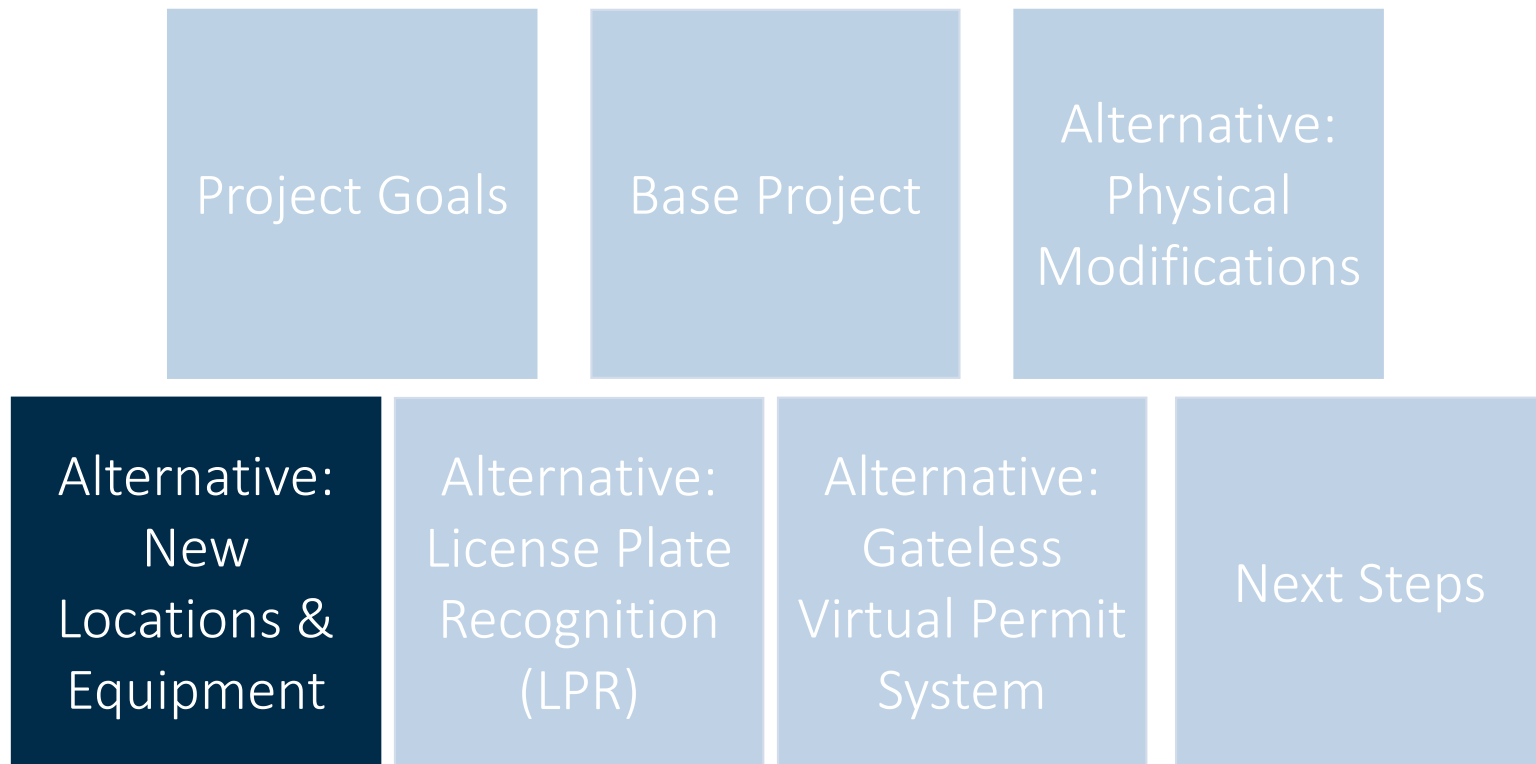 Project Goals
Base Project
Alternative:
Physical
Modifications
Alternative:
New
Locations &
Equipment
Alternative:
License Plate
Recognition
(LPR)
Alternative:
Gateless
Virtual Permit
System
Next Steps